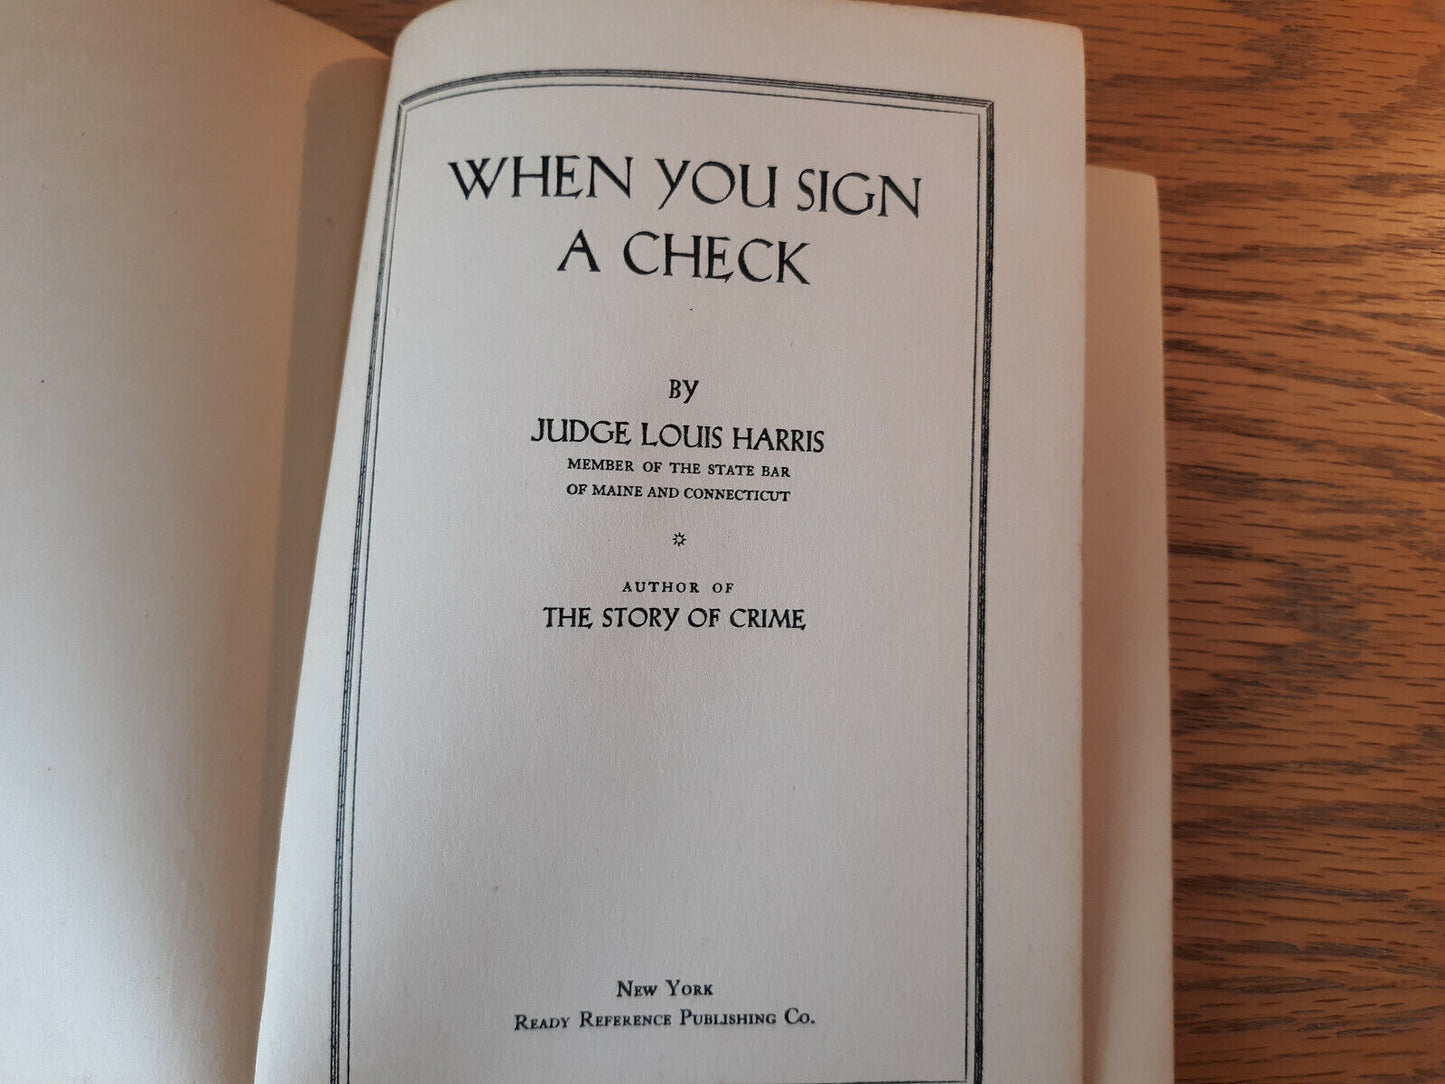 WHEN YOU SIGN
A CHECK
BY
JUDGE LOUIS HARRIS
MEMBER OF THE STATE BAR
OF MAINE AND CONNECTICUT
AUTHOR OF
THE STORY OF CRIME
NEW YORK
READY REFERENCE PUBLISHING CO.